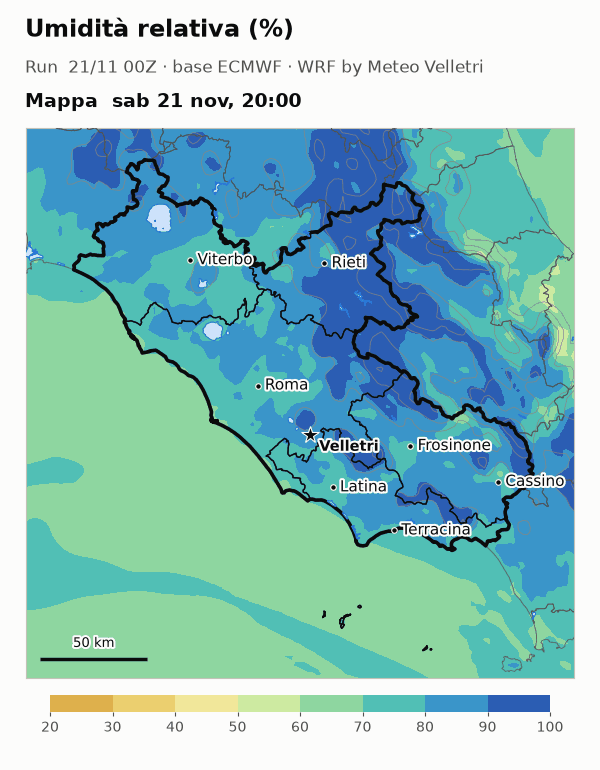 Umidità relativa (%)
Run  21/11 00Z · base ECMWF · WRF by Meteo Velletri
Mappa  sab 21 nov, 20:00
Viterbo
Rieti
Roma
Velletri
Frosinone
Latina
Cassino
Terracina
50 km
20 30 40 50 60 70 80 90 100